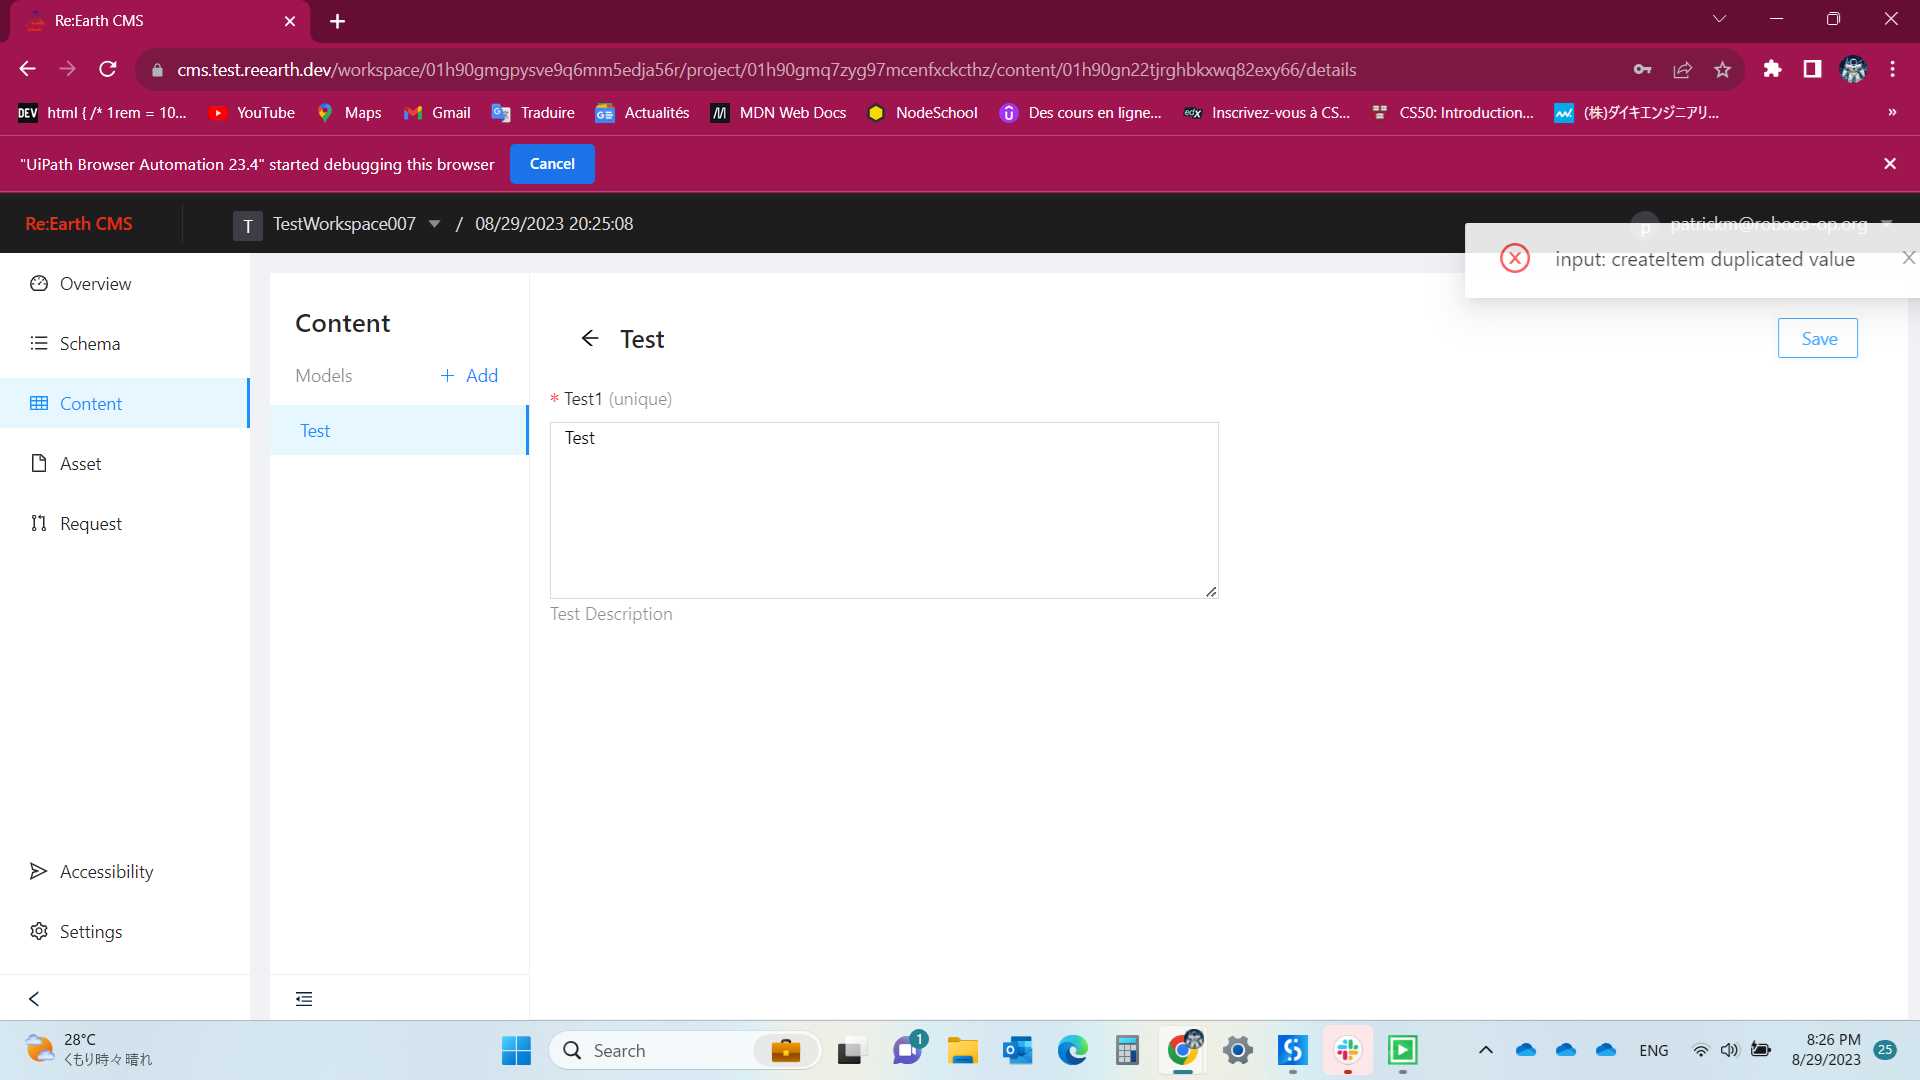 Re:Earth CMS
cms.test.reearth.dev/workspace/01h90gmgpysve9q6mm5edja56r/project/01h90gmq7zyg97mcenfxckcthz/content/01h90gn22tjrghbkxwq82exy66/details
DEV html { /* 1rem = 10... YouTube Maps Gmail Traduire Actualités MDN Web Docs NodeSchool Des cours en ligne... edX Inscrivez-vous à CS... CS50: Introduction... (株)ダイキエンジニアリ... »
"UiPath Browser Automation 23.4" started debugging this browser Cancel
Re:Earth CMS T TestWorkspace007 / 08/29/2023 20:25:08 p patrickm@roboco-op.org
input: createItem duplicated value
Overview
Schema
Content
Asset
Request
Accessibility
Settings
Content
Models + Add
Test
Test
Save
* Test1 (unique)
Test
Test Description
28°C
くもり時々晴れ
Search
1
ENG
8:26 PM
8/29/2023
25